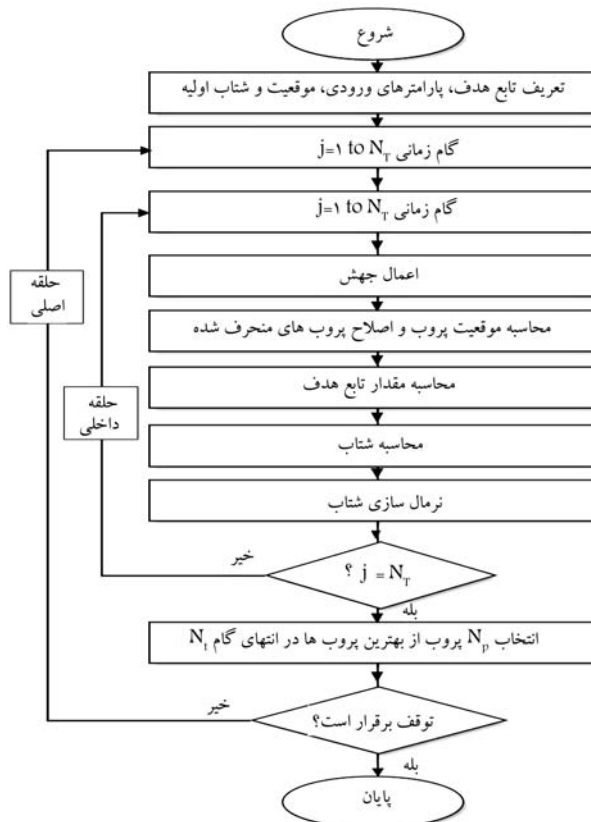 شروع
تعریف تابع هدف، پارامترهای ورودی، موقعیت و شتاب اولیه
گام زمانی j=۱ to N_T
گام زمانی j=۱ to N_T
اعمال جهش
محاسبه موقعیت پروب و اصلاح پروب های منحرف شده
محاسبه مقدار تابع هدف
محاسبه شتاب
نرمال سازی شتاب
j = N_T ؟
خیر
بله
حلقه
داخلی
حلقه
اصلی
انتخاب N_p پروب از بهترین پروب ها در انتهای گام N_t
توقف برقرار است؟
خیر
بله
پایان